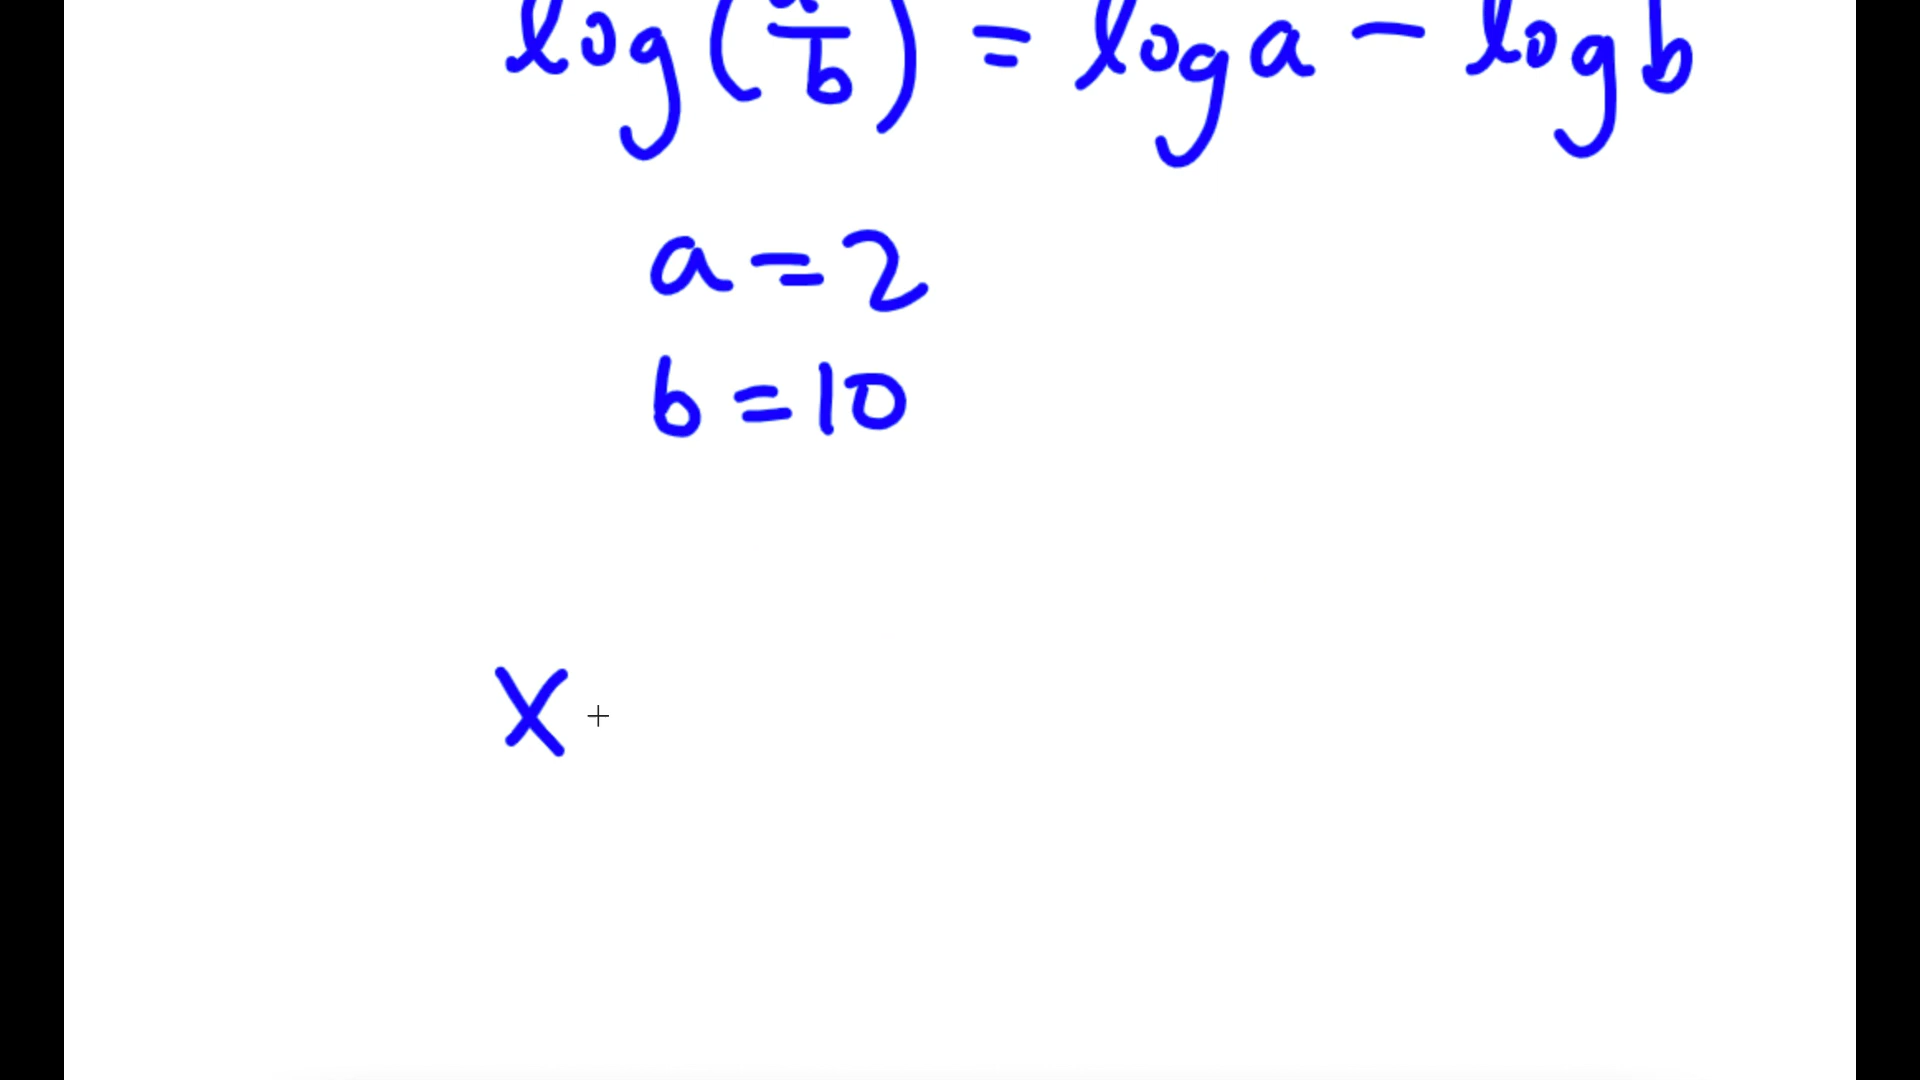 log(a/b) = log a - log b
a = 2
b = 10
x